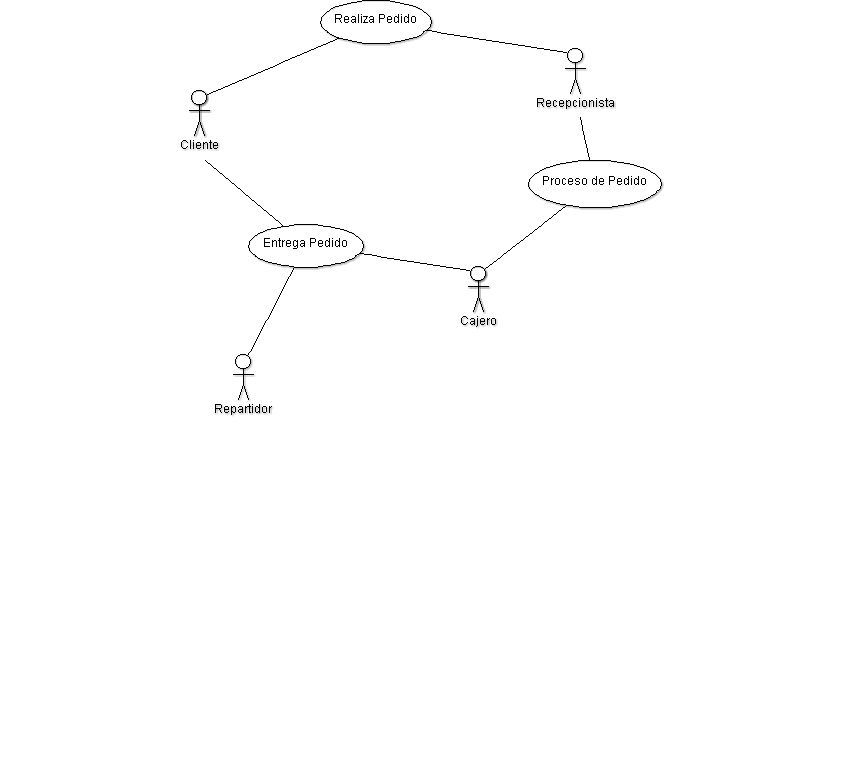 Realiza Pedido
Recepcionista
Cliente
Proceso de Pedido
Entrega Pedido
Cajero
Repartidor